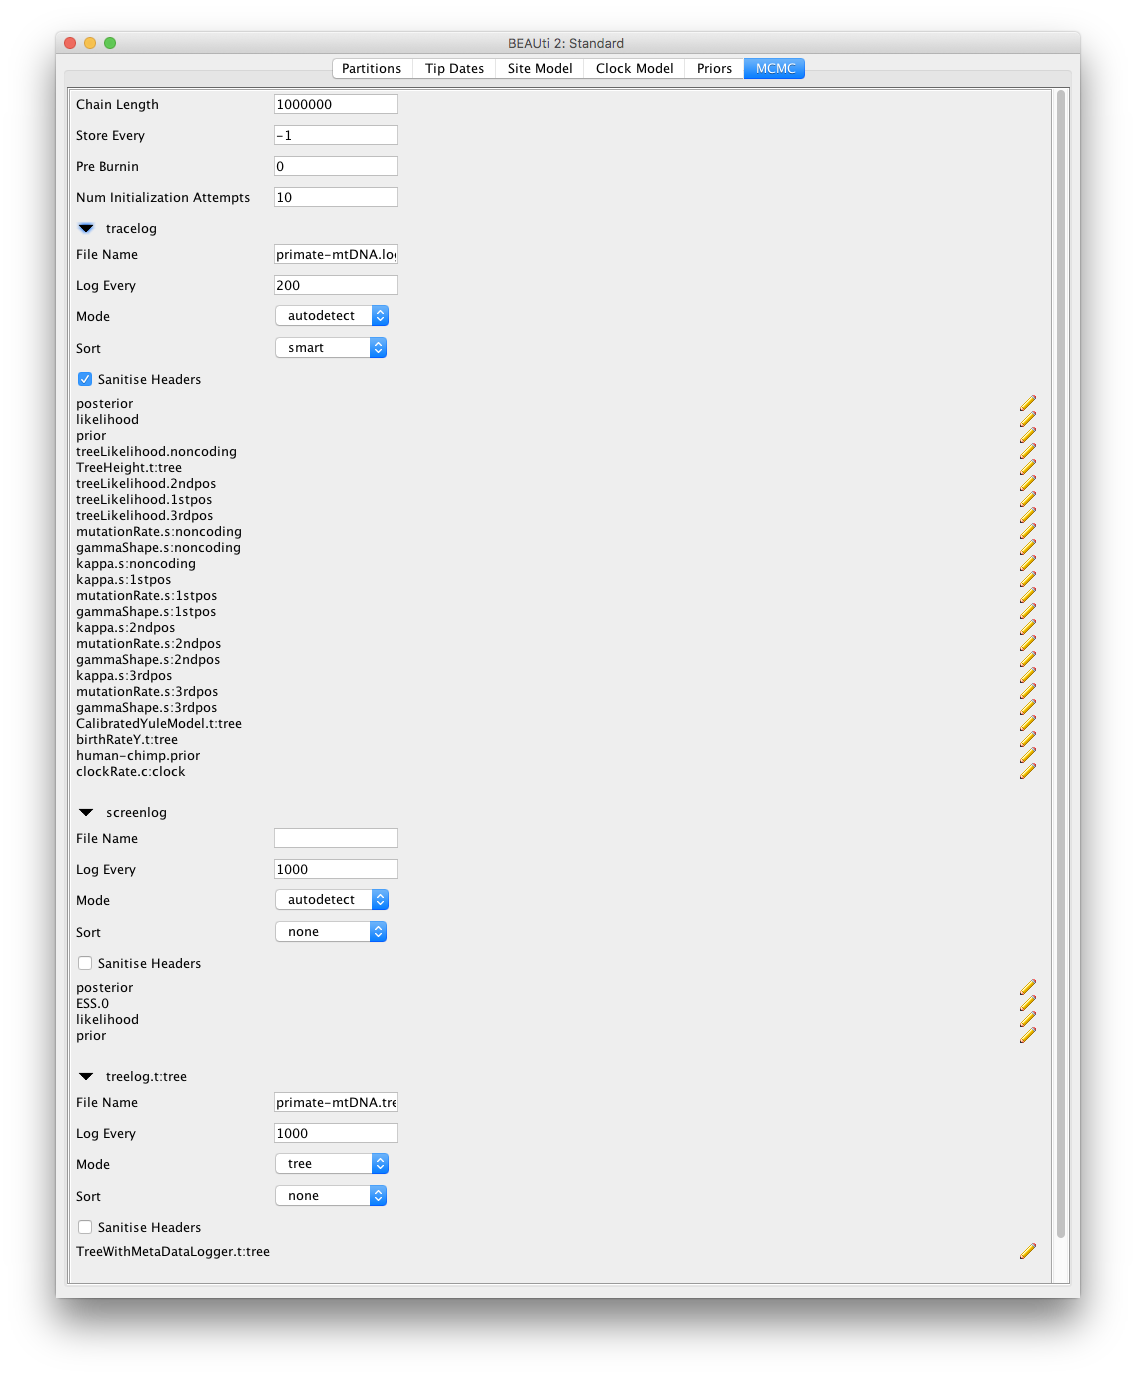 BEAUti 2: Standard
Partitions Tip Dates Site Model Clock Model Priors MCMC
Chain Length 1000000
Store Every -1
Pre Burnin 0
Num Initialization Attempts 10
tracelog
File Name primate-mtDNA.log
Log Every 200
Mode autodetect
Sort smart
Sanitise Headers
posterior
likelihood
prior
treeLikelihood.noncoding
TreeHeight.t:tree
treeLikelihood.2ndpos
treeLikelihood.1stpos
treeLikelihood.3rdpos
mutationRate.s:noncoding
gammaShape.s:noncoding
kappa.s:noncoding
kappa.s:1stpos
mutationRate.s:1stpos
gammaShape.s:1stpos
kappa.s:2ndpos
mutationRate.s:2ndpos
gammaShape.s:2ndpos
kappa.s:3rdpos
mutationRate.s:3rdpos
gammaShape.s:3rdpos
CalibratedYuleModel.t:tree
birthRateY.t:tree
human-chimp.prior
clockRate.c:clock
screenlog
File Name
Log Every 1000
Mode autodetect
Sort none
Sanitise Headers
posterior
ESS.0
likelihood
prior
treelog.t:tree
File Name primate-mtDNA.tre
Log Every 1000
Mode tree
Sort none
Sanitise Headers
TreeWithMetaDataLogger.t:tree